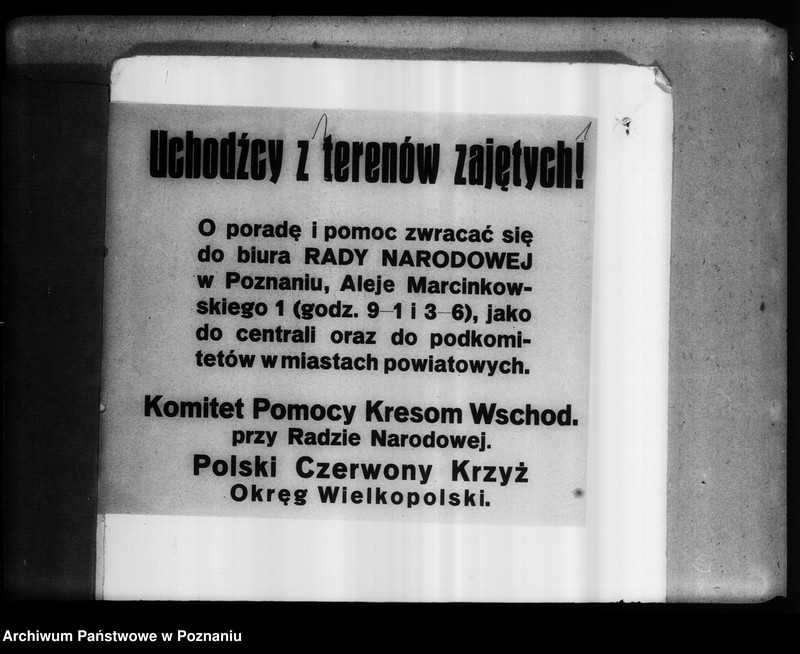 Uchodźcy z terenów zajętych!
1
O poradę i pomoc zwracać się
do biura RADY NARODOWEJ
w Poznaniu, Aleje Marcinkow-
skiego 1 (godz. 9-1 i 3-6), jako
do centrali oraz do podkomi-
tetów w miastach powiatowych.
Komitet Pomocy Kresom Wschod.
przy Radzie Narodowej.
Polski Czerwony Krzyż
Okręg Wielkopolski.
Archiwum Państwowe w Poznaniu